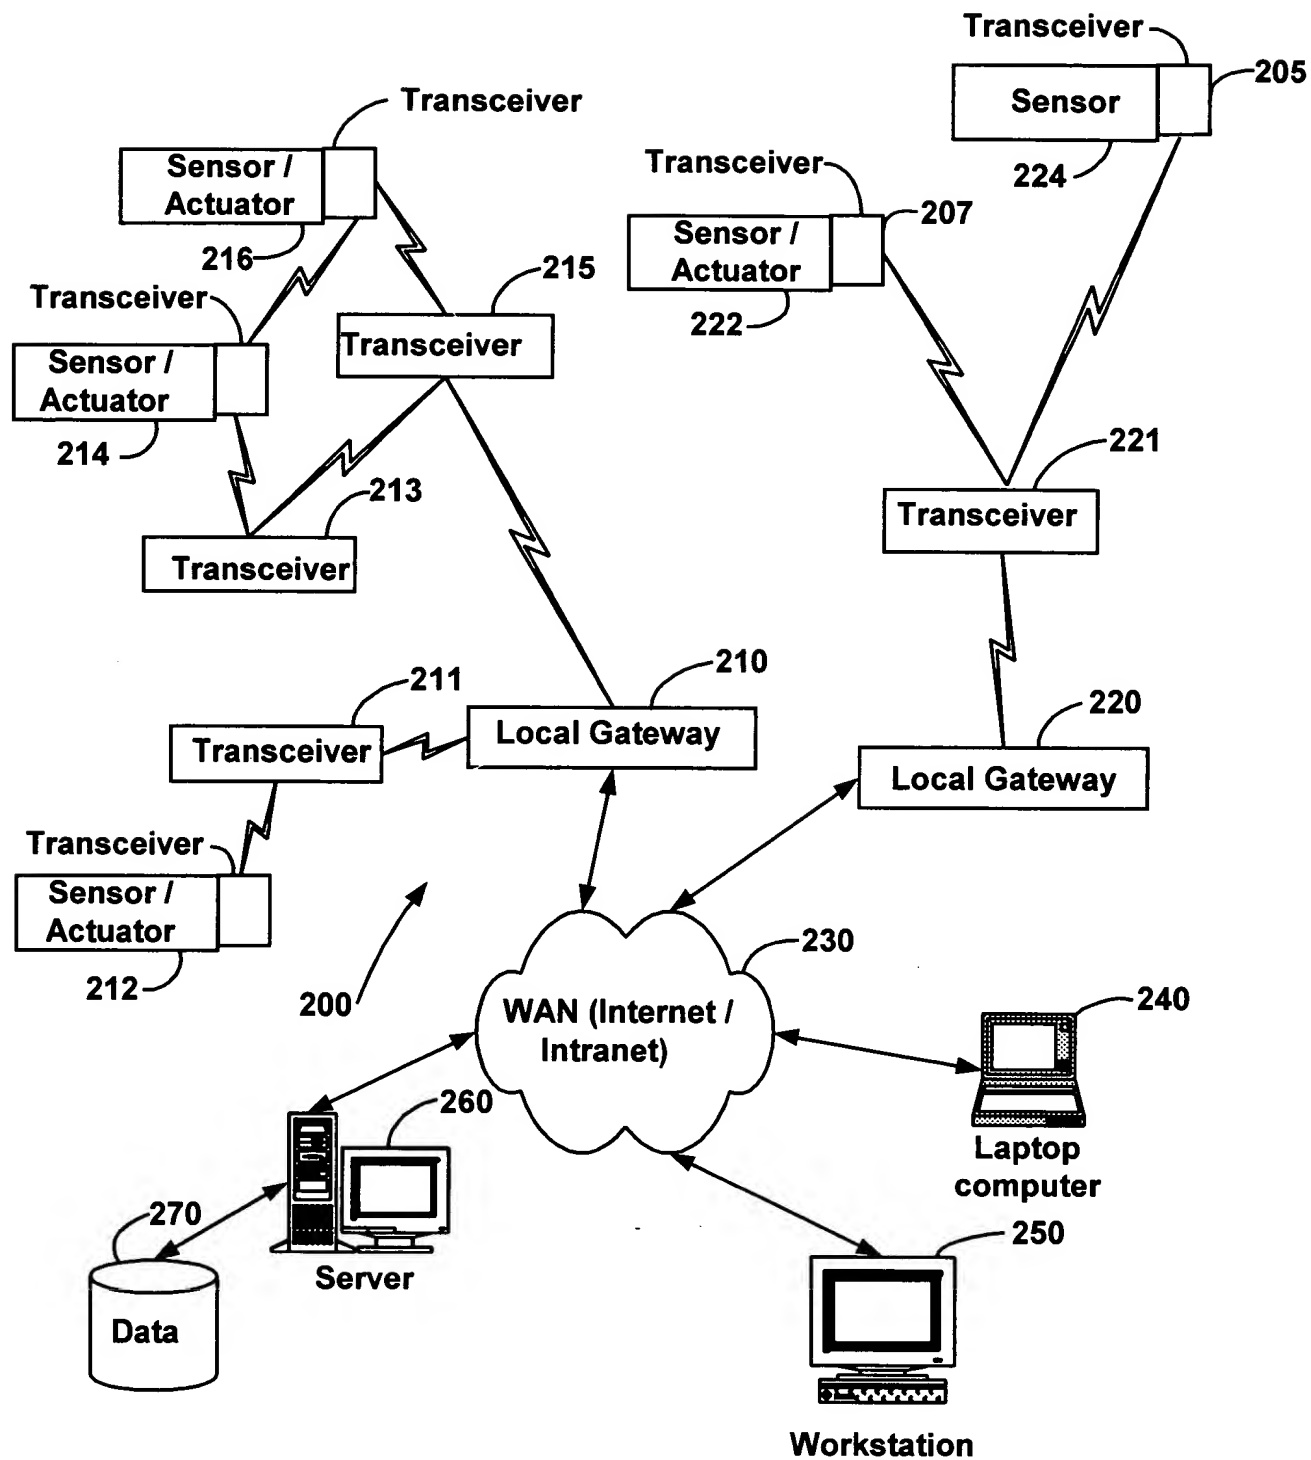 Transceiver
205
Sensor
224
Transceiver
Sensor /
Actuator
216
Transceiver
207
Sensor /
Actuator
222
215
Transceiver
Transceiver
Sensor /
Actuator
214
221
Transceiver
213
Transceiver
210
Local Gateway
211
Transceiver
220
Local Gateway
Transceiver
Sensor /
Actuator
212
200
230
WAN (Internet /
Intranet)
240
Laptop
computer
260
Server
270
Data
250
Workstation